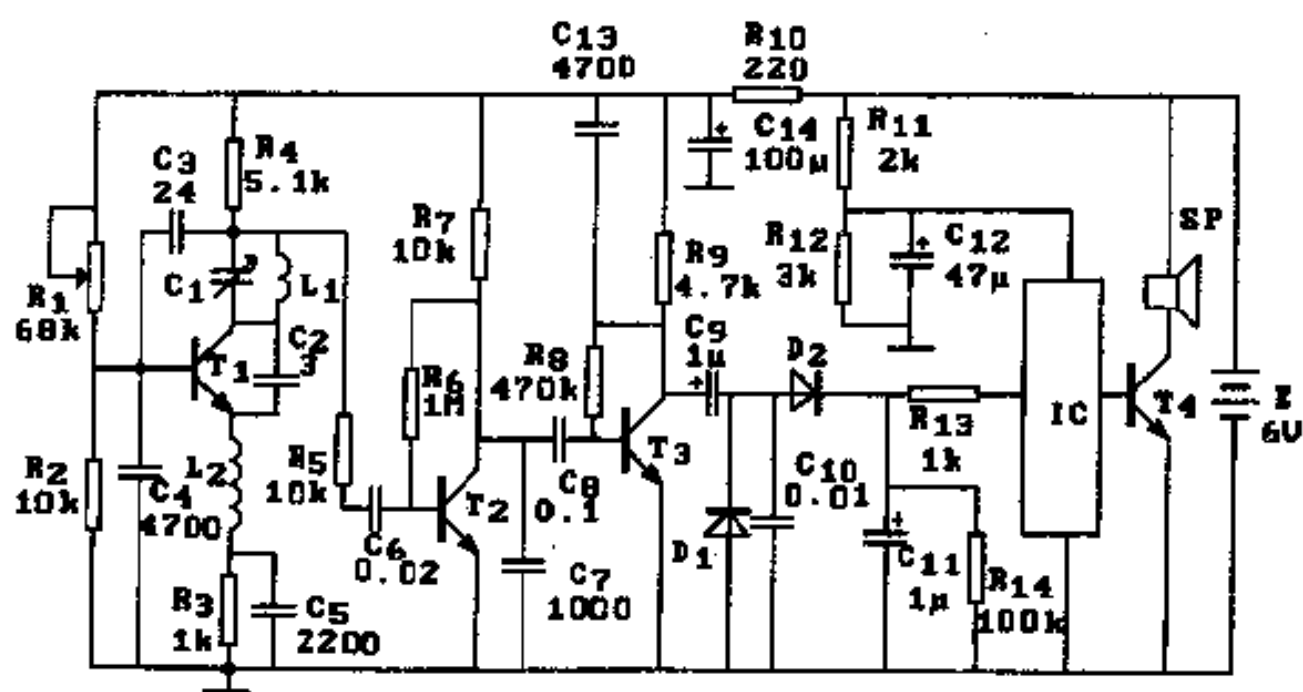 C13
4700
R10
220
C14
100μ
R11
2k
C3
24
R4
5.1k
R7
10k
R9
4.7k
R12
3k
C12
47μ
SP
R1
68k
C1
L1
C2
3
T1
R6
1M
R8
470k
C9
1μ
D2
R13
1k
IC
T4
E
6V
R2
10k
C4
4700
L2
R5
10k
T2
C8
0.1
T3
C10
0.01
C6
0.02
D1
C7
1000
C11
1μ
R14
100k
R3
1k
C5
2200